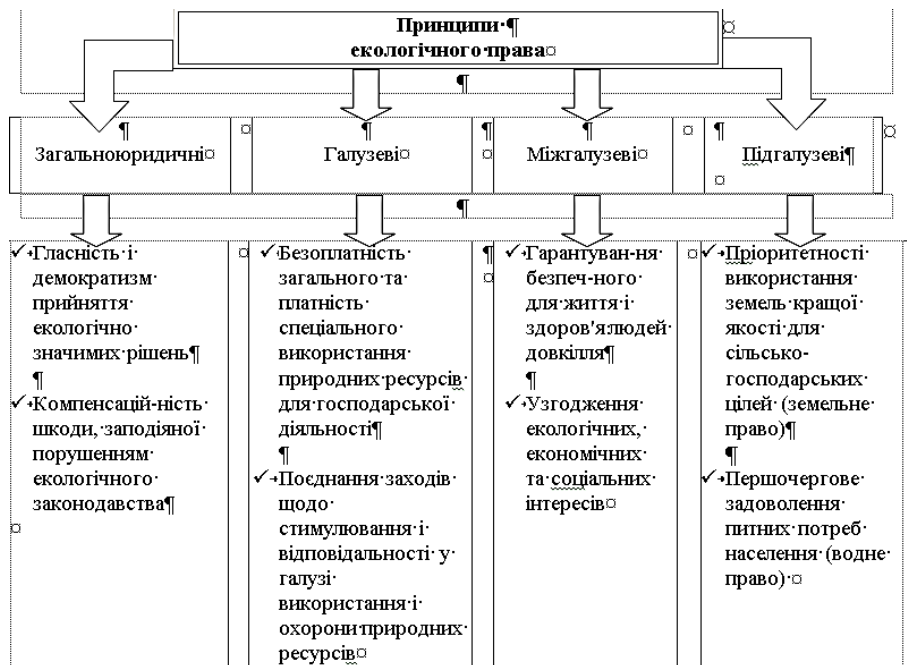 Принципи
екологічного права
Загальноюридичні
Галузеві
Міжгалузеві
Підгалузеві
Гласність і
демократизм
прийняття
екологічно
значимих рішень
Компенсацій-ність
шкоди, заподіяної
порушенням
екологічного
законодавства
Безоплатність
загального та
платність
спеціального
використання
природних ресурсів
для господарської
діяльності
Поєднання заходів
щодо
стимулювання і
відповідальності у
галузі
використання і
охорони природних
ресурсів
Гарантуван-ня
безпеч-ного
для життя і
здоров'я людей
довкілля
Узгодження
екологічних,
економічних
та соціальних
інтересів
Пріоритетності
використання
земель кращої
якості для
сільсько-
господарських
цілей (земельне
право)
Першочергове
задоволення
питних потреб
населення (водне
право)